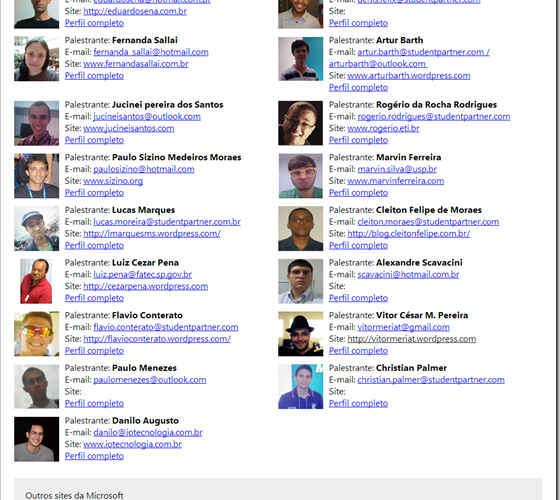 E-mail: eduardosena@hotmail.com
Site: http://eduardosena.com.br
Perfil completo
E-mail: denis.felix@studentpartner.com
Site:
Perfil completo
Palestrante: Fernanda Sallai
E-mail: fernanda_sallai@hotmail.com
Site: www.fernandasallai.com.br
Perfil completo
Palestrante: Artur Barth
E-mail: artur.barth@studentpartner.com /
arturbarth@outlook.com
Site: www.arturbarth.wordpress.com
Perfil completo
Palestrante: Jucinei pereira dos Santos
E-mail: jucineisantos@outlook.com
Site: www.jucineisantos.com
Perfil completo
Palestrante: Rogério da Rocha Rodrigues
E-mail: rogerio.rodrigues@studentpartner.com
Site: www.rogerio.eti.br
Perfil completo
Palestrante: Paulo Sizino Medeiros Moraes
E-mail: paulosizino@hotmail.com
Site: www.sizino.org
Perfil completo
Palestrante: Marvin Ferreira
E-mail: marvin.silva@usp.br
Site: www.marvinferreira.com
Perfil completo
Palestrante: Lucas Marques
E-mail: lucas.moreira@studentpartner.com.br
Site: http://lmarquesms.wordpress.com/
Perfil completo
Palestrante: Cleiton Felipe de Moraes
E-mail: cleiton.moraes@studentpartner.com
Site: http://blog.cleitonfelipe.com.br/
Perfil completo
Palestrante: Luiz Cezar Pena
E-mail: luiz.pena@fatec.sp.gov.br
Site: http://cezarpena.wordpress.com
Perfil completo
Palestrante: Alexandre Scavacini
E-mail: scavacini@hotmail.com.br
Site:
Perfil completo
Palestrante: Flavio Conterato
E-mail: flavio.conterato@studentpartner.com
Site: http://flavioconterato.wordpress.com/
Perfil completo
Palestrante: Vitor César M. Pereira
E-mail: vitormeriat@gmail.com
Site: http://vitormeriat.wordpress.com
Perfil completo
Palestrante: Paulo Menezes
E-mail: paulomenezes@outlook.com
Site:
Perfil completo
Palestrante: Christian Palmer
E-mail: christian.palmer@studentpartner.com
Site:
Perfil completo
Palestrante: Danilo Augusto
E-mail: danilo@iotecnologia.com.br
Site: www.iotecnologia.com.br
Perfil completo
Outros sites da Microsoft